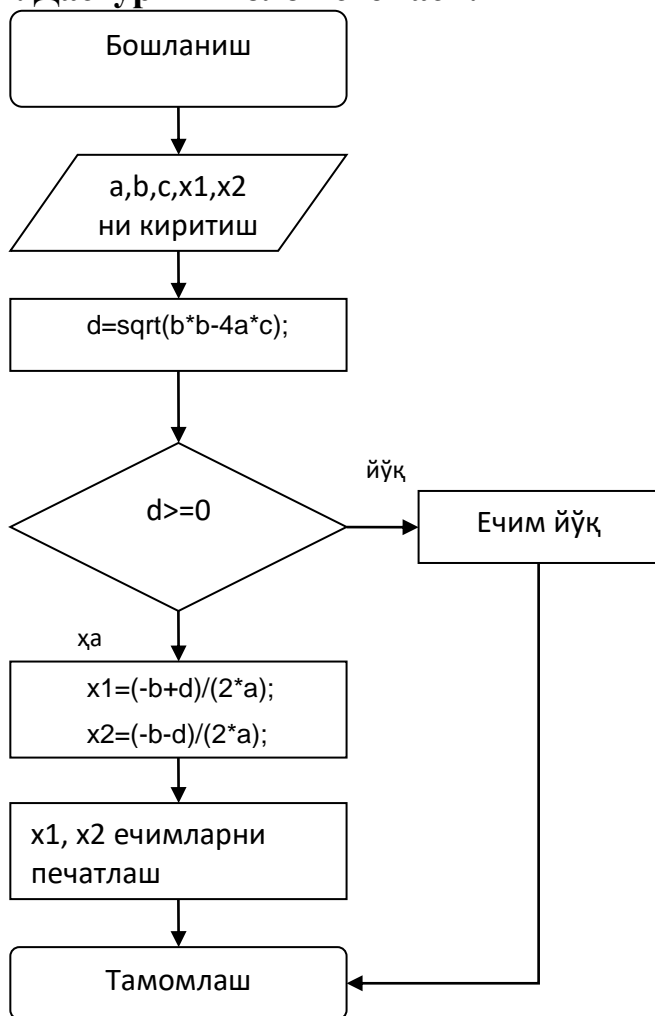 Бошланиш
a,b,c,x1,x2
ни киритиш
d=sqrt(b*b-4a*c);
d>=0
йўқ
Ечим йўқ
ҳа
x1=(-b+d)/(2*a);
x2=(-b-d)/(2*a);
x1, x2 ечимларни
печатлаш
Тамомлаш